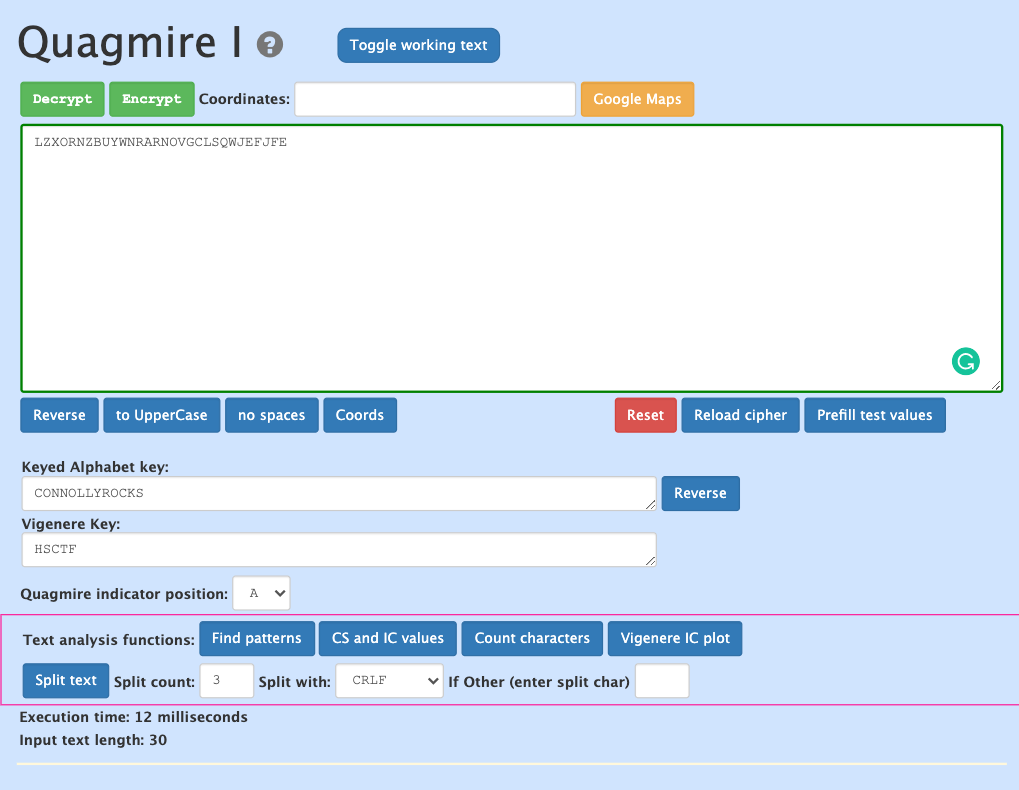 Quagmire I ? Toggle working text
Decrypt Encrypt Coordinates: Google Maps
LZXORNZBUYWNRARNOVGCLSQWJEFJFE
Reverse to UpperCase no spaces Coords Reset Reload cipher Prefill test values
Keyed Alphabet key:
CONNOLLYROCKS Reverse
Vigenere Key:
HSCTF
Quagmire indicator position: A
Text analysis functions: Find patterns CS and IC values Count characters Vigenere IC plot
Split text Split count: 3 Split with: CRLF If Other (enter split char)
Execution time: 12 milliseconds
Input text length: 30